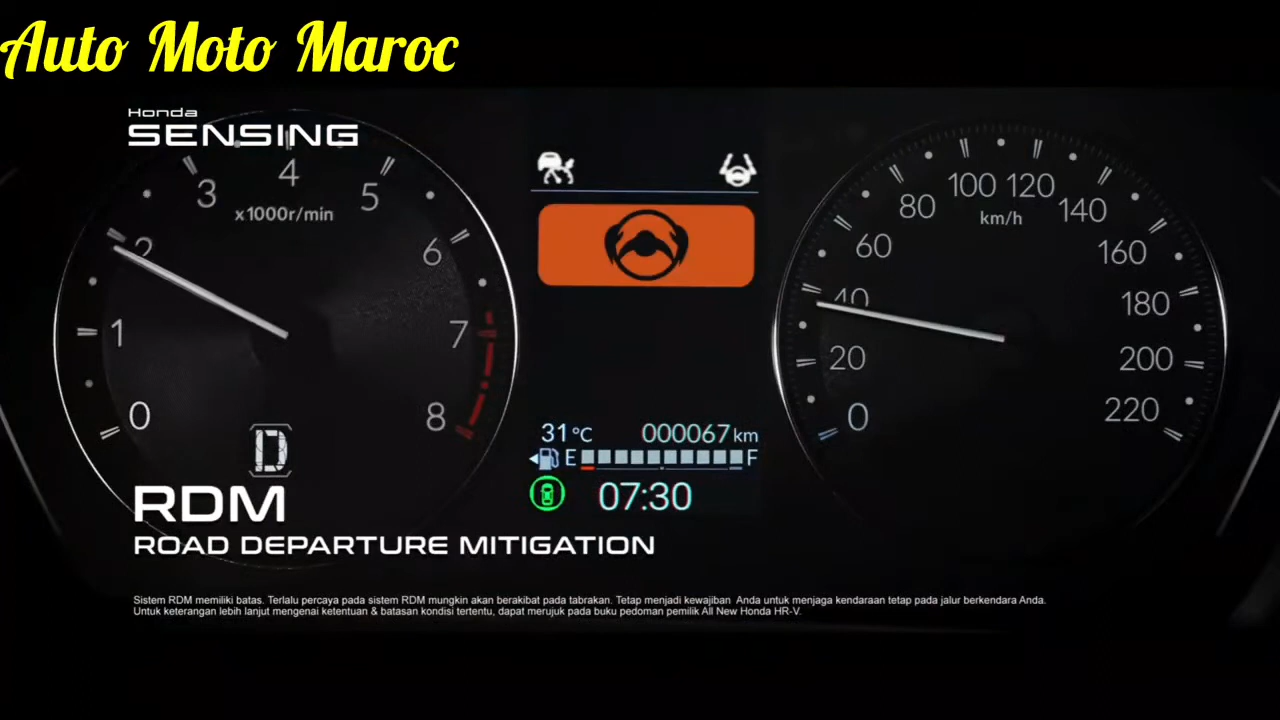 Auto Moto Maroc
Honda
SENSING
0
1
2
3
4
5
6
7
8
x1000r/min
D
31 °C
000067 km
E
F
07:30
0
20
40
60
80
100
120
140
160
180
200
220
km/h
RDM
ROAD DEPARTURE MITIGATION
Sistem RDM memiliki batas. Terlalu percaya pada sistem RDM mungkin akan berakibat pada tabrakan. Tetap menjadi kewajiban Anda untuk menjaga kendaraan tetap pada jalur berkendara Anda.
Untuk keterangan lebih lanjut mengenai ketentuan & batasan kondisi tertentu, dapat merujuk pada buku pedoman pemilik All New Honda HR-V.